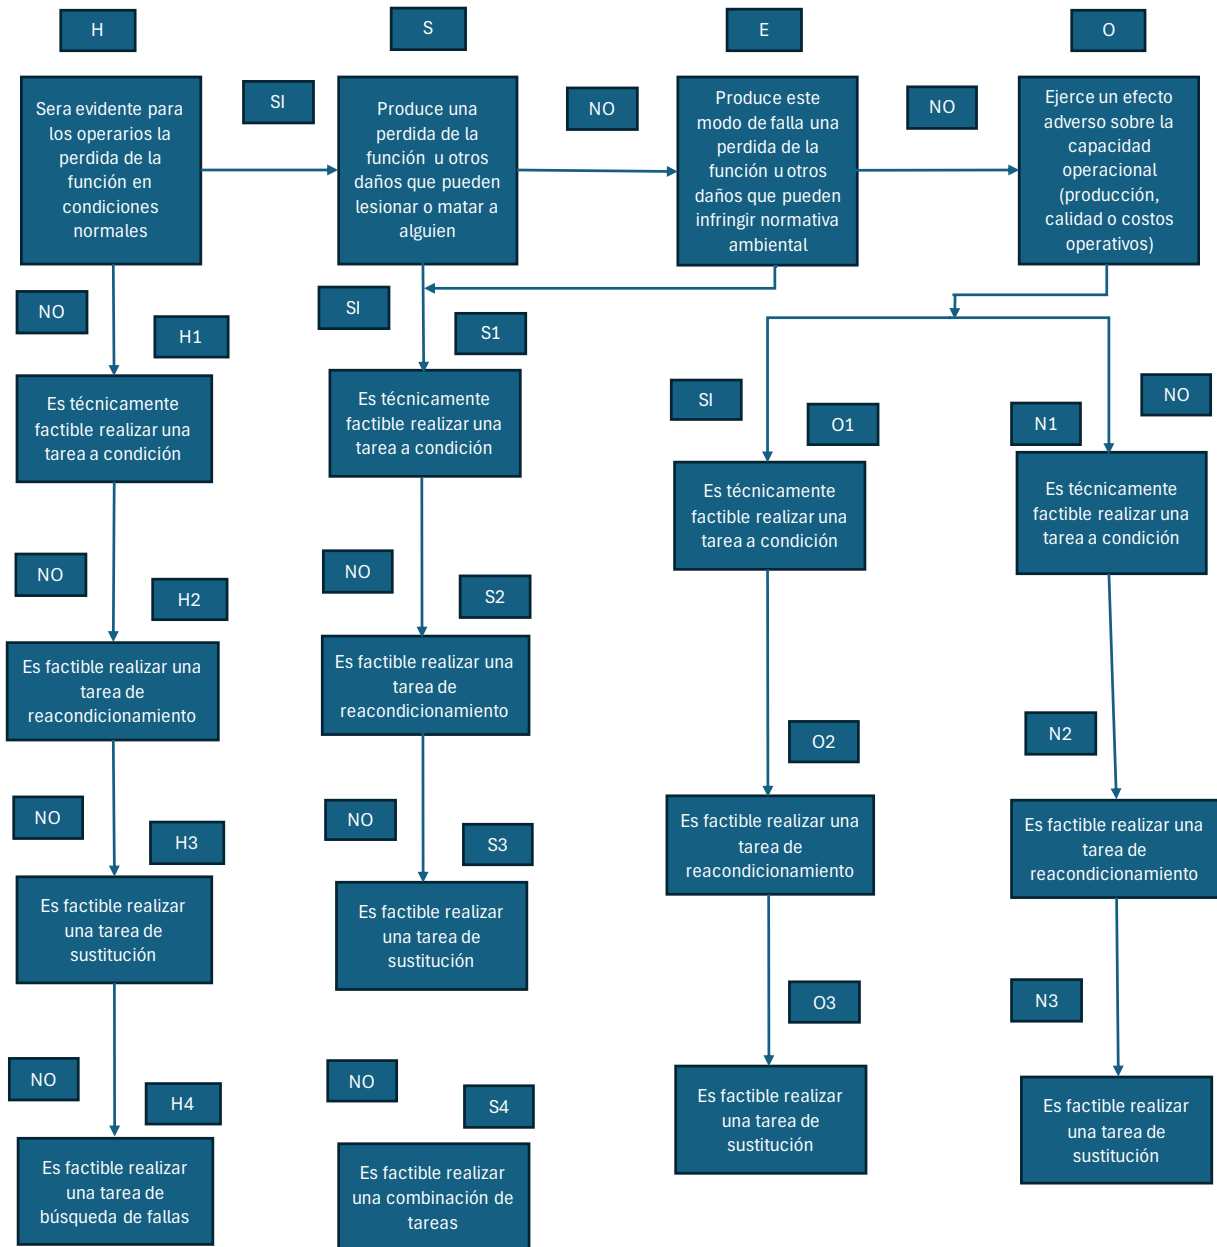 H
S
E
O
Sera evidente para
los operarios la
perdida de la
función en
condiciones
normales
SI
Produce una
perdida de la
función u otros
daños que pueden
lesionar o matar a
alguien
NO
Produce este
modo de falla una
perdida de la
función u otros
daños que pueden
infringir normativa
ambiental
NO
Ejerce un efecto
adverso sobre la
capacidad
operacional
(producción,
calidad o costos
operativos)
NO
H1
Es técnicamente
factible realizar una
tarea a condición
NO
H2
Es factible realizar una
tarea de
reacondicionamiento
NO
H3
Es factible realizar
una tarea de
sustitución
NO
H4
Es factible realizar
una tarea de
búsqueda de fallas
SI
S1
Es técnicamente
factible realizar una
tarea a condición
NO
S2
Es factible realizar una
tarea de
reacondicionamiento
NO
S3
Es factible realizar
una tarea de
sustitución
NO
S4
Es factible realizar
una combinación de
tareas
SI
O1
Es técnicamente
factible realizar una
tarea a condición
O2
Es factible realizar una
tarea de
reacondicionamiento
O3
Es factible realizar
una tarea de
sustitución
NO
N1
Es técnicamente
factible realizar una
tarea a condición
N2
Es factible realizar una
tarea de
reacondicionamiento
N3
Es factible realizar
una tarea de
sustitución